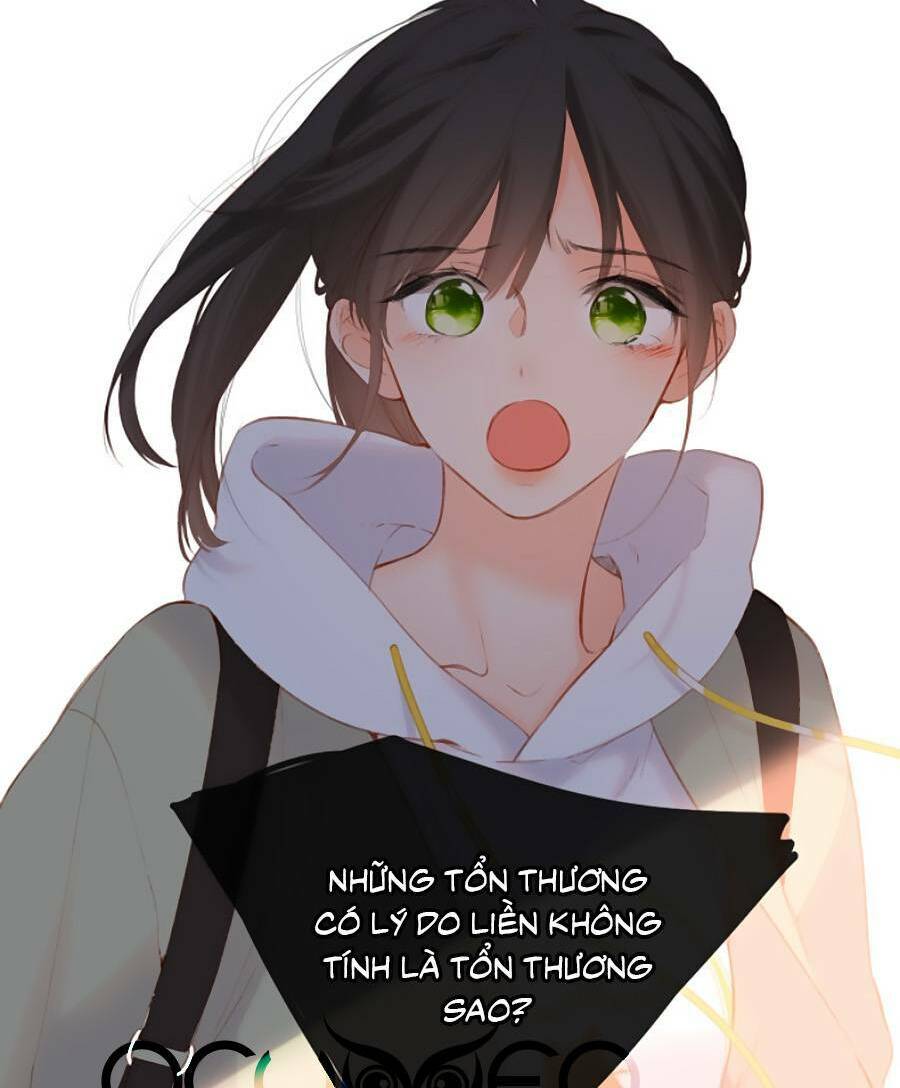 NHỮNG TỔN THƯƠNG
CÓ LÝ DO LIỀN KHÔNG
TÍNH LÀ TỔN THƯƠNG
SAO?